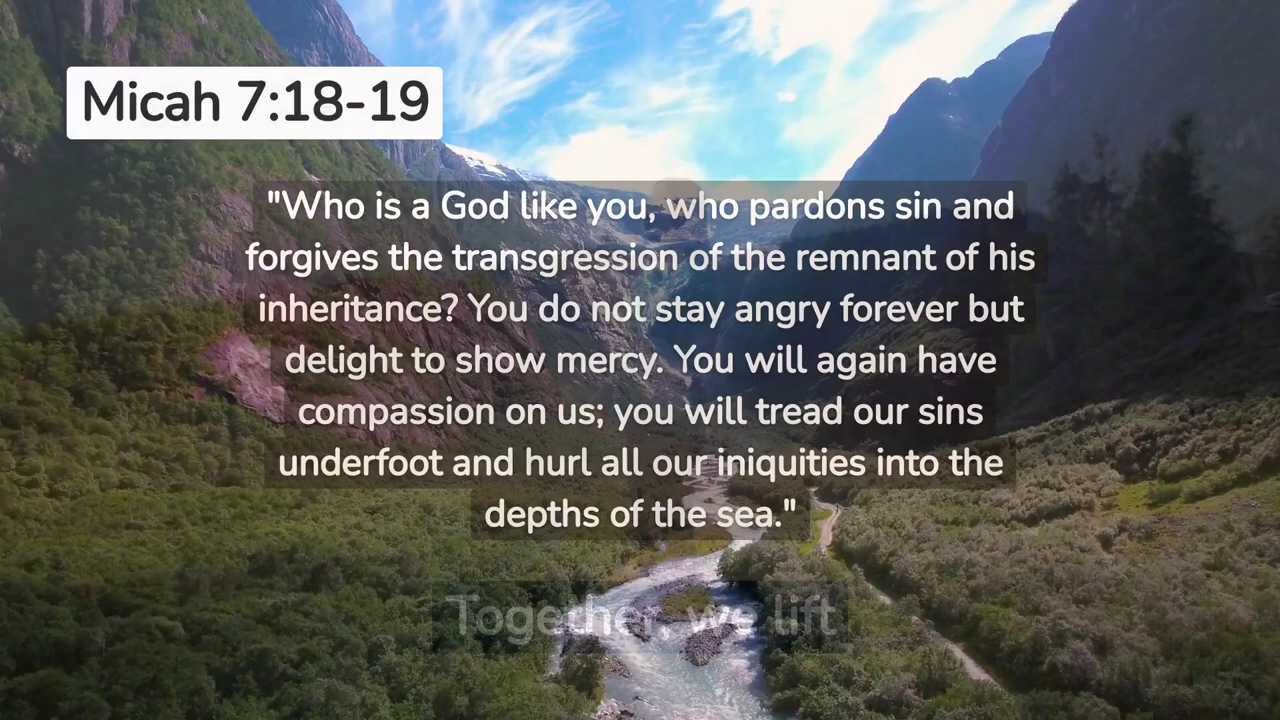 Micah 7:18-19
"Who is a God like you, who pardons sin and
forgives the transgression of the remnant of his
inheritance? You do not stay angry forever but
delight to show mercy. You will again have
compassion on us; you will tread our sins
underfoot and hurl all our iniquities into the
depths of the sea."
Together, we lift